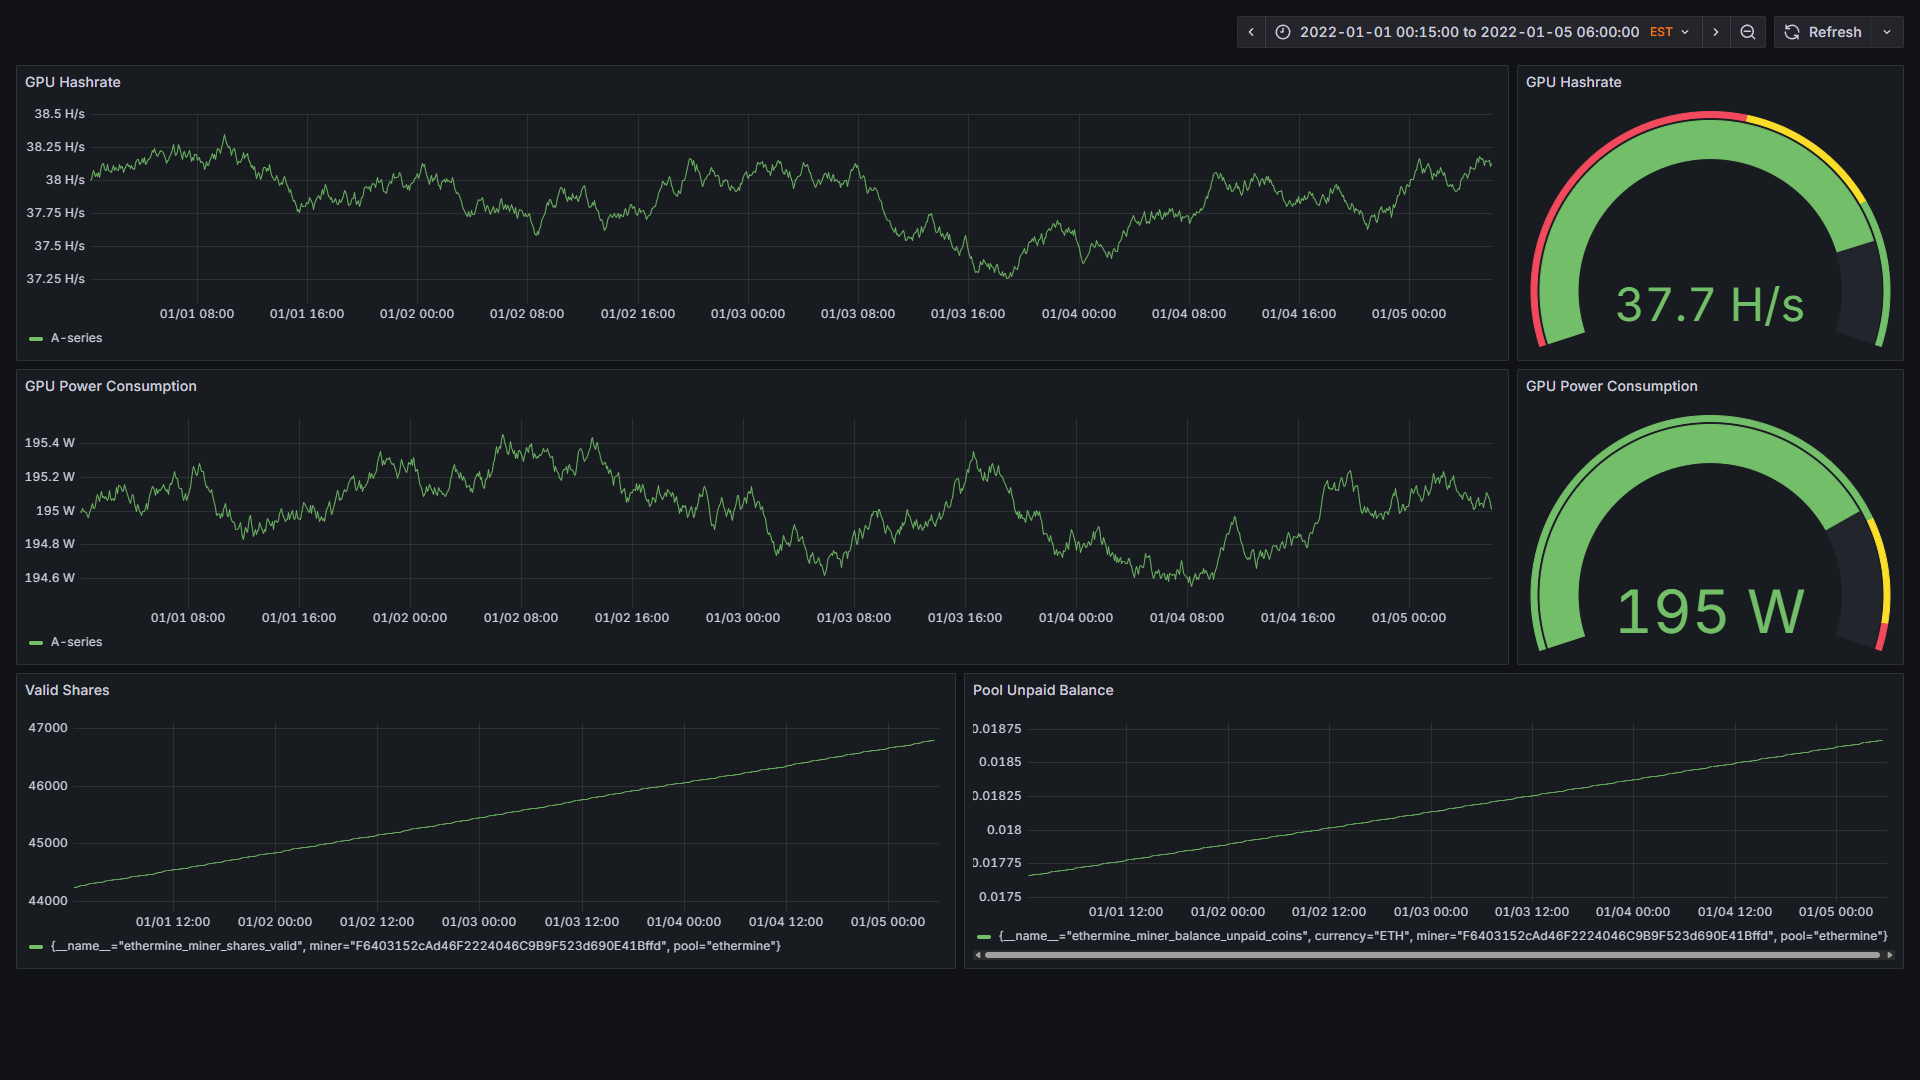 2022-01-01 00:15:00 to 2022-01-05 06:00:00 EST Refresh
GPU Hashrate
38.5 H/s
38.25 H/s
38 H/s
37.75 H/s
37.5 H/s
37.25 H/s
01/01 08:00 01/01 16:00 01/02 00:00 01/02 08:00 01/02 16:00 01/03 00:00 01/03 08:00 01/03 16:00 01/04 00:00 01/04 08:00 01/04 16:00 01/05 00:00
A-series
GPU Hashrate
37.7 H/s
GPU Power Consumption
195.4 W
195.2 W
195 W
194.8 W
194.6 W
01/01 08:00 01/01 16:00 01/02 00:00 01/02 08:00 01/02 16:00 01/03 00:00 01/03 08:00 01/03 16:00 01/04 00:00 01/04 08:00 01/04 16:00 01/05 00:00
A-series
GPU Power Consumption
195 W
Valid Shares
47000
46000
45000
44000
01/01 12:00 01/02 00:00 01/02 12:00 01/03 00:00 01/03 12:00 01/04 00:00 01/04 12:00 01/05 00:00
{__name__="ethermine_miner_shares_valid", miner="F6403152cAd46F2224046C9B9F523d690E41Bffd", pool="ethermine"}
Pool Unpaid Balance
0.01875
0.0185
0.01825
0.018
0.01775
0.0175
01/01 12:00 01/02 00:00 01/02 12:00 01/03 00:00 01/03 12:00 01/04 00:00 01/04 12:00 01/05 00:00
{__name__="ethermine_miner_balance_unpaid_coins", currency="ETH", miner="F6403152cAd46F2224046C9B9F523d690E41Bffd", pool="ethermine"}